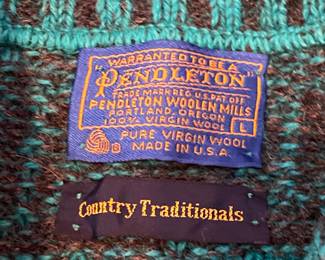 WARRANTED TO BE A
"PENDLETON"
TRADE MARK REG. U.S. PAT. OFF.
PENDLETON WOOLEN MILLS
PORTLAND, OREGON
100% VIRGIN WOOL L
PURE VIRGIN WOOL
MADE IN U.S.A.
Country Traditionals